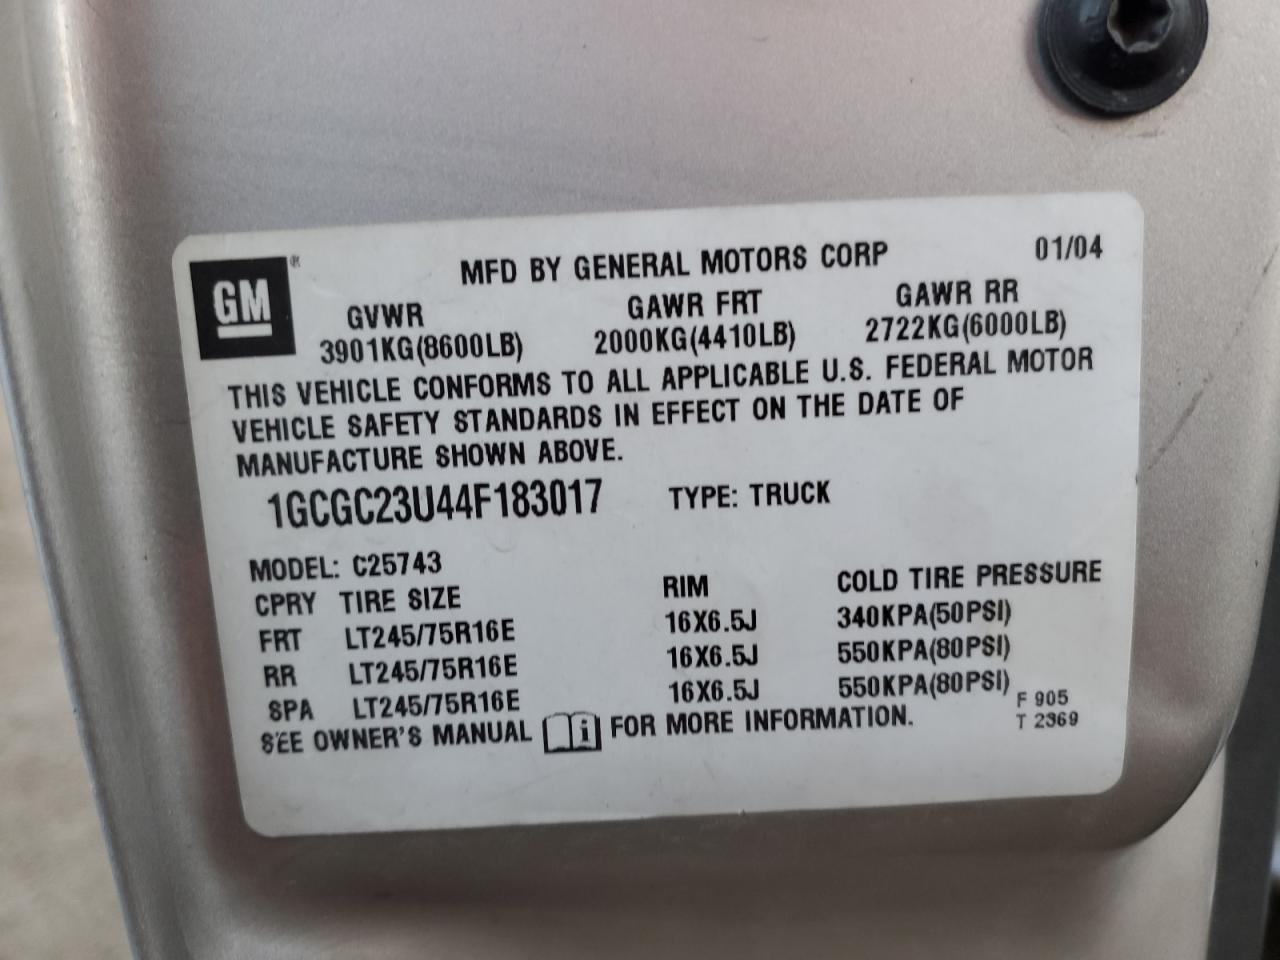 GM®
MFD BY GENERAL MOTORS CORP 01/04
GVWR GAWR FRT GAWR RR
3901KG(8600LB) 2000KG(4410LB) 2722KG(6000LB)
THIS VEHICLE CONFORMS TO ALL APPLICABLE U.S. FEDERAL MOTOR
VEHICLE SAFETY STANDARDS IN EFFECT ON THE DATE OF
MANUFACTURE SHOWN ABOVE.
1GCGC23U44F183017 TYPE: TRUCK
MODEL: C25743
CPRY TIRE SIZE RIM COLD TIRE PRESSURE
FRT LT245/75R16E 16X6.5J 340KPA(50PSI)
RR LT245/75R16E 16X6.5J 550KPA(80PSI)
SPA LT245/75R16E 16X6.5J 550KPA(80PSI)
SEE OWNER'S MANUAL i FOR MORE INFORMATION.
F 905
T 2369